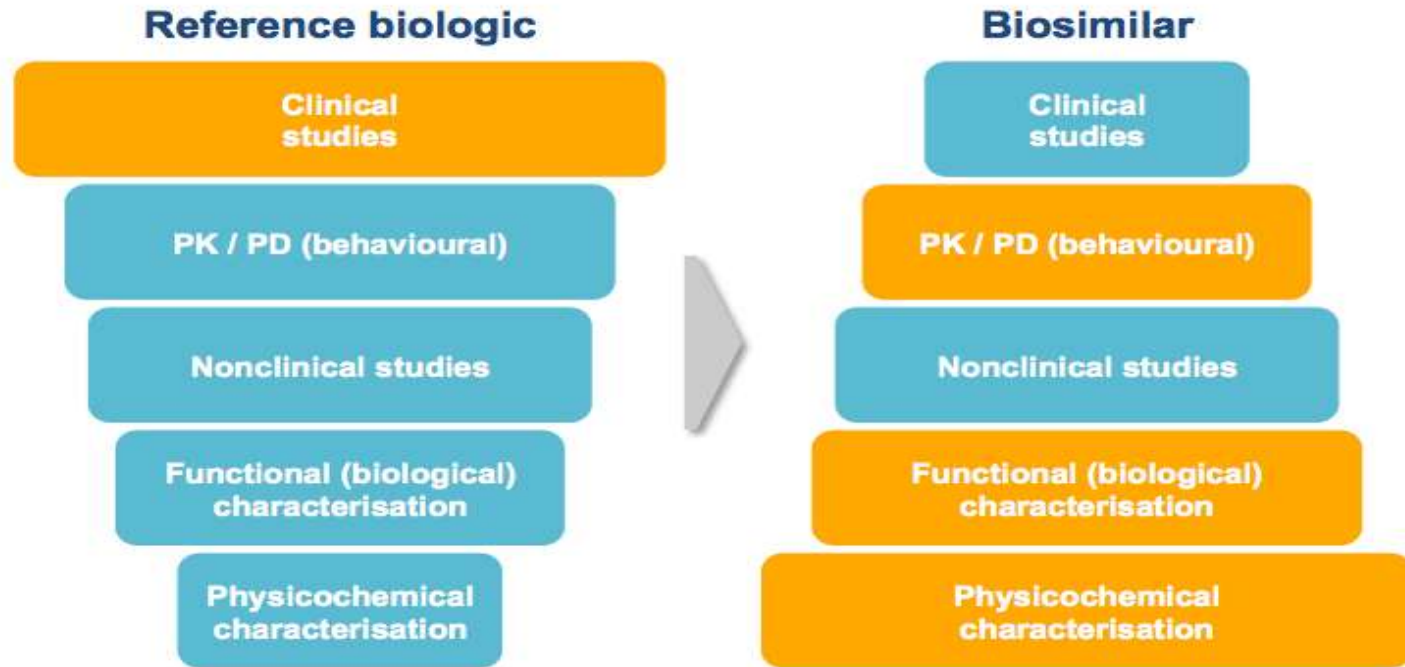 Reference biologic
Clinical
studies
PK / PD (behavioural)
Nonclinical studies
Functional (biological)
characterisation
Physicochemical
characterisation
Biosimilar
Clinical
studies
PK / PD (behavioural)
Nonclinical studies
Functional (biological)
characterisation
Physicochemical
characterisation